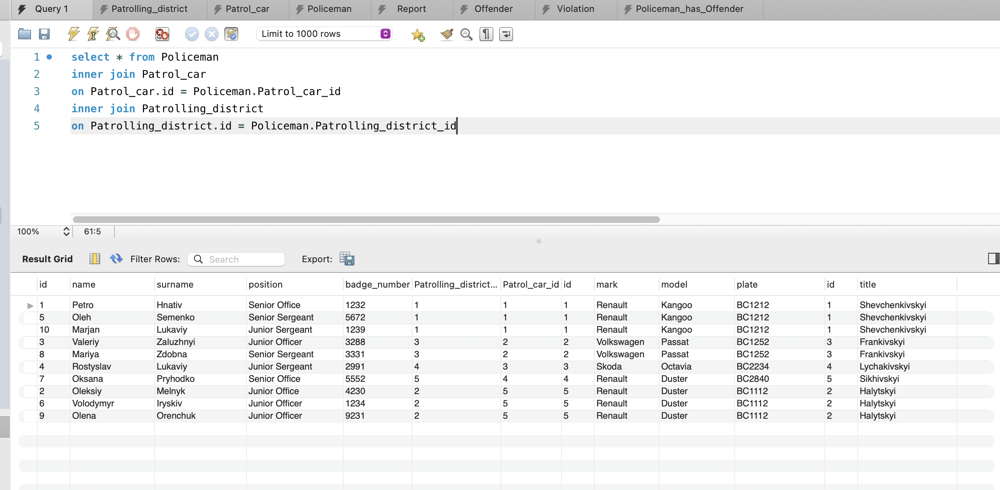 Query 1 Patrolling_district Patrol_car Policeman Report Offender Violation Policeman_has_Offender
Limit to 1000 rows
1 select * from Policeman
2 inner join Patrol_car
3 on Patrol_car.id = Policeman.Patrol_car_id
4 inner join Patrolling_district
5 on Patrolling_district.id = Policeman.Patrolling_district_id
100% 61:5
Result Grid Filter Rows: Search Export:
id name surname position badge_number Patrolling_district... Patrol_car_id id mark model plate id title
1 Petro Hnativ Senior Office 1232 1 1 1 Renault Kangoo BC1212 1 Shevchenkivskyi
5 Oleh Semenko Senior Sergeant 5672 1 1 1 Renault Kangoo BC1212 1 Shevchenkivskyi
10 Marjan Lukaviy Junior Sergeant 1239 1 1 1 Renault Kangoo BC1212 1 Shevchenkivskyi
3 Valeriy Zaluzhnyi Junior Officer 3288 3 2 2 Volkswagen Passat BC1252 3 Frankivskyi
8 Mariya Zdobna Senior Sergeant 3331 3 2 2 Volkswagen Passat BC1252 3 Frankivskyi
4 Rostyslav Lukaviy Junior Sergeant 2991 4 3 3 Skoda Octavia BC2234 4 Lychakivskyi
7 Oksana Pryhodko Senior Office 5552 5 4 4 Renault Duster BC2840 5 Sikhivskyi
2 Oleksiy Melnyk Junior Office 4230 2 5 5 Renault Duster BC1112 2 Halytskyi
6 Volodymyr Iryskiv Junior Officer 1234 2 5 5 Renault Duster BC1112 2 Halytskyi
9 Olena Orenchuk Junior Officer 9231 2 5 5 Renault Duster BC1112 2 Halytskyi